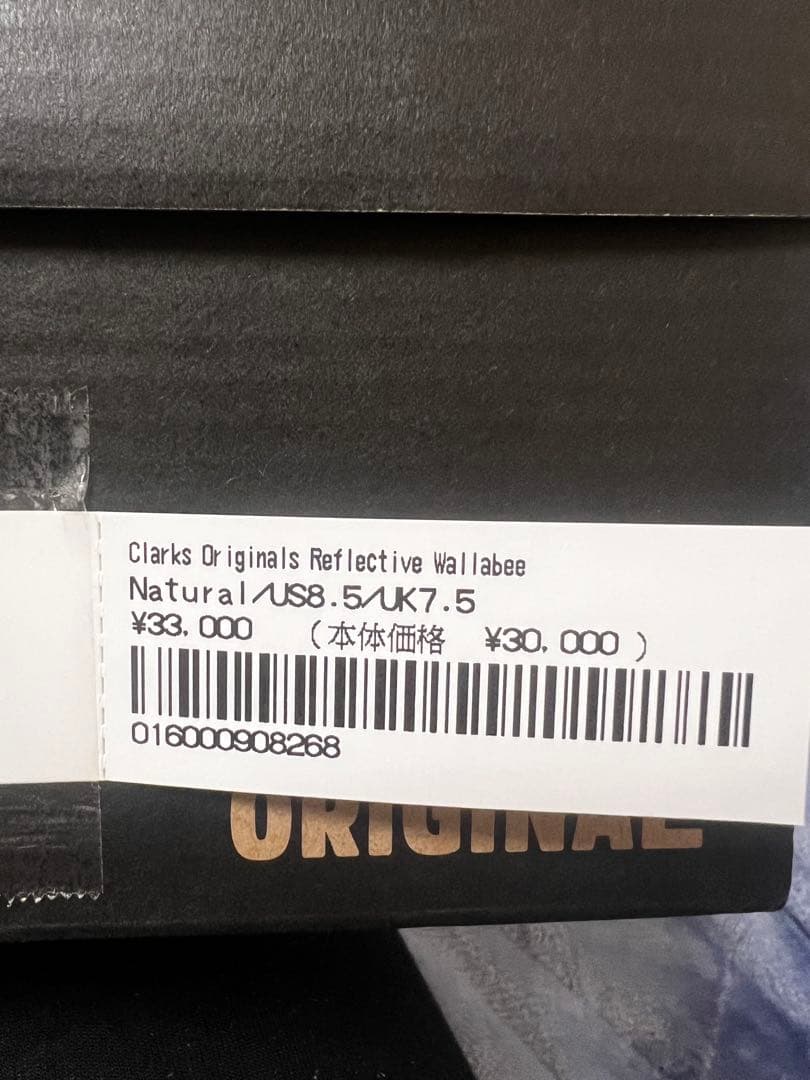 Clarks Originals Reflective Wallabee
Natural/US8.5/UK7.5
¥33,000 (本体価格 ¥30,000)
016000908268
ORIGINAL